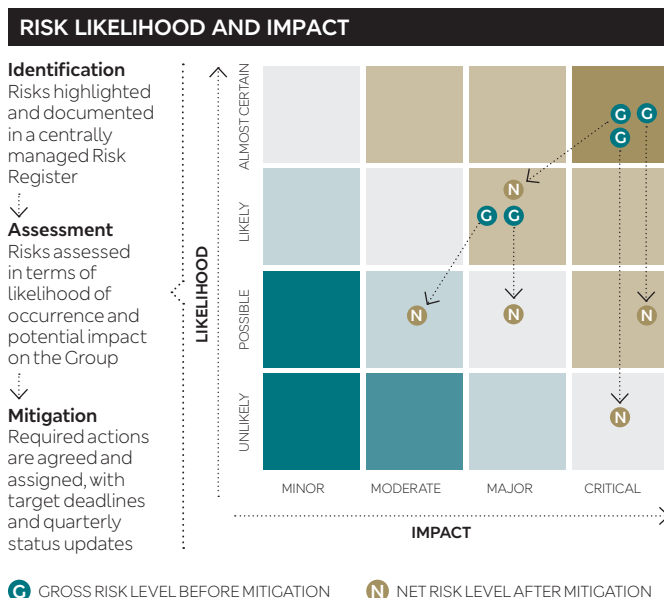 RISK LIKELIHOOD AND IMPACT
Identification
Risks highlighted
and documented
in a centrally
managed Risk
Register
Assessment
Risks assessed
in terms of
likelihood of
occurrence and
potential impact
on the Group
Mitigation
Required actions
are agreed and
assigned, with
target deadlines
and quarterly
status updates
LIKELIHOOD
ALMOST CERTAIN
LIKELY
POSSIBLE
UNLIKELY
G G
G
N
G G
N N N
N
MINOR MODERATE MAJOR CRITICAL
IMPACT
G GROSS RISK LEVEL BEFORE MITIGATION N NET RISK LEVEL AFTER MITIGATION